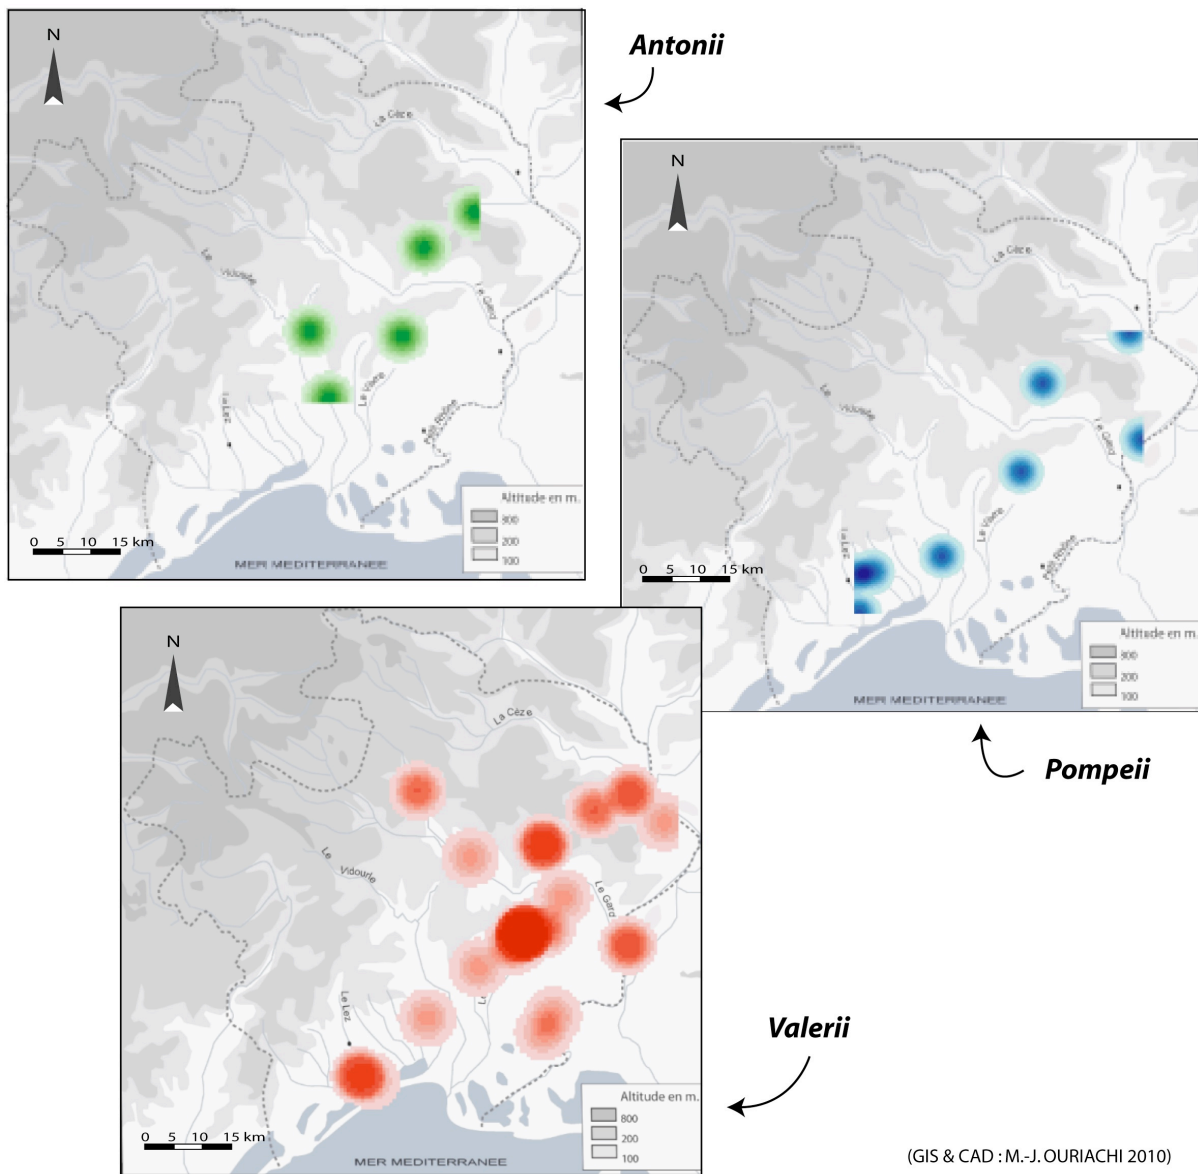 Antonii
N
La Cèze
Le Vidourle
Le Gard
Le Vistre
Le Lez
Petit Rhône
Altitude en m.
800
200
100
0 5 10 15 km
MER MEDITERRANEE
N
La Cèze
Le Vidourle
Le Gard
Le Vistre
Le Lez
Petit Rhône
Altitude en m.
800
200
100
0 5 10 15 km
MER MEDITERRANEE
Pompeii
N
La Cèze
Le Vidourle
Le Gard
Le Lez
Valerii
Altitude en m.
800
200
100
0 5 10 15 km
MER MEDITERRANEE
(GIS & CAD : M.-J. OURIACHI 2010)